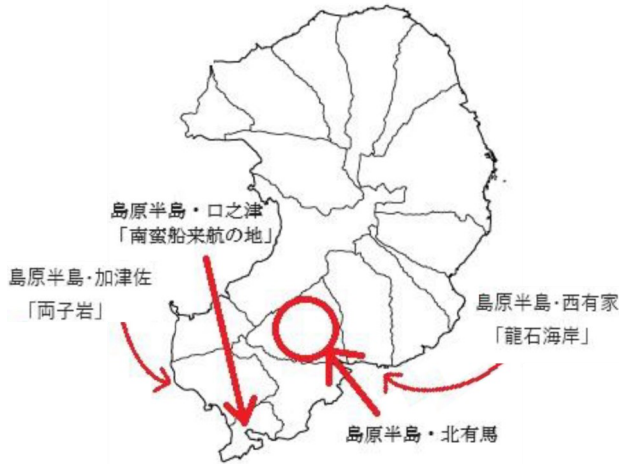 島原半島・口之津
「南蛮船来航の地」
島原半島・加津佐
「両子岩」
島原半島・西有家
「龍石海岸」
島原半島・北有馬